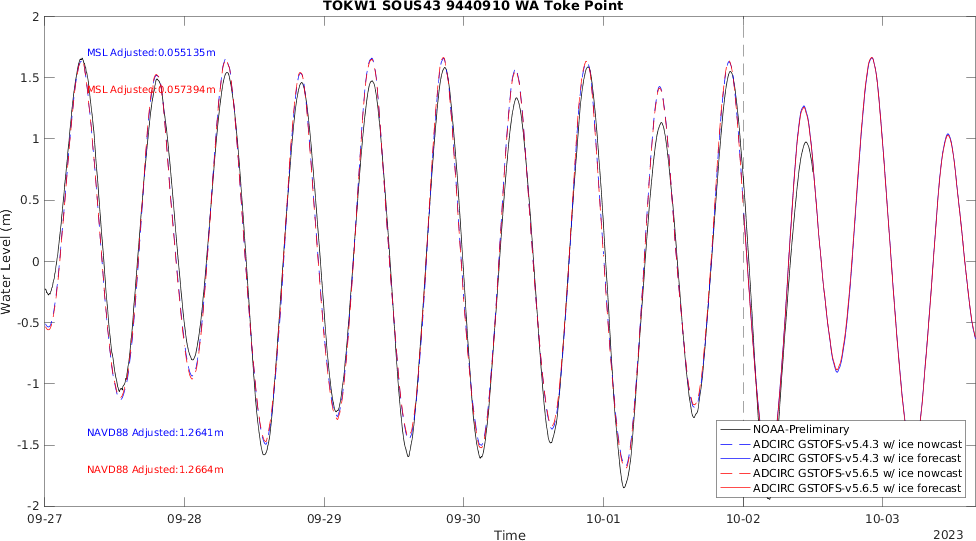 TOKW1 SOUS43 9440910 WA Toke Point
2
1.5
1
0.5
0
-0.5
-1
-1.5
-2
Water Level (m)
MSL Adjusted:0.055135m
MSL Adjusted:0.057394m
NAVD88 Adjusted:1.2641m
NAVD88 Adjusted:1.2664m
NOAA-Preliminary
ADCIRC GSTOFS-v5.4.3 w/ ice nowcast
ADCIRC GSTOFS-v5.4.3 w/ ice forecast
ADCIRC GSTOFS-v5.6.5 w/ ice nowcast
ADCIRC GSTOFS-v5.6.5 w/ ice forecast
09-27 09-28 09-29 09-30 10-01 10-02 10-03
Time
2023